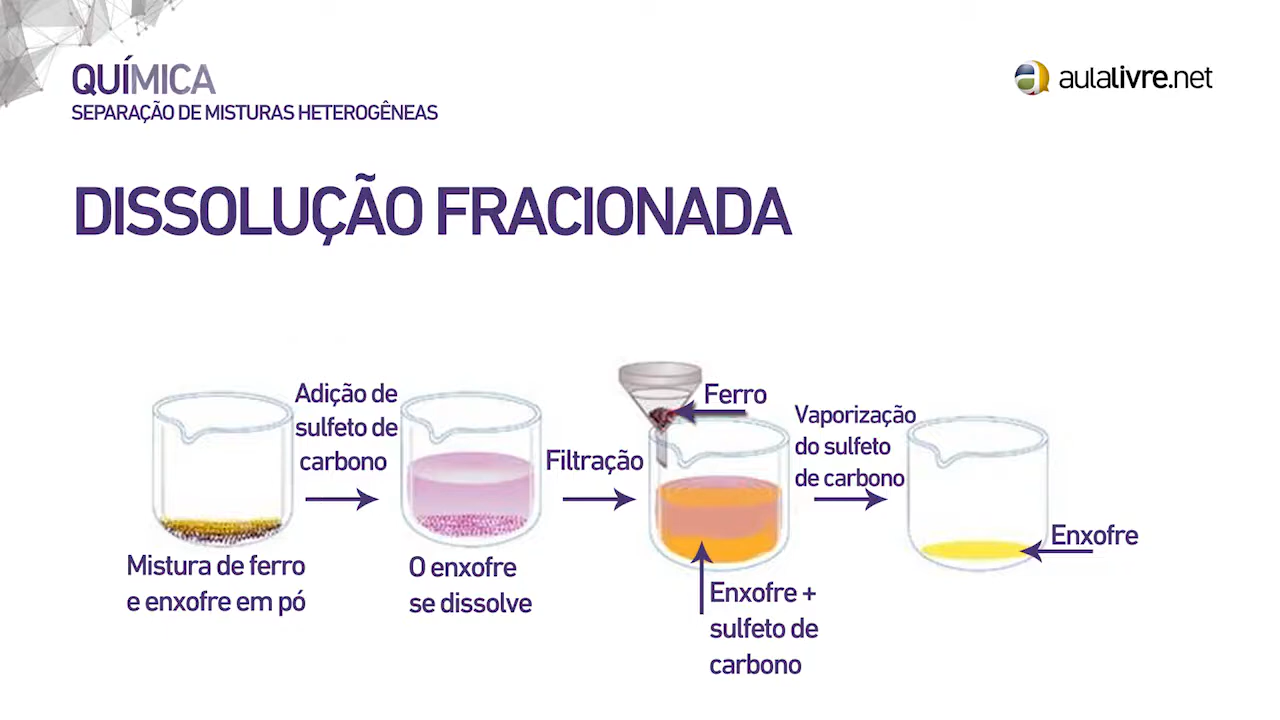 QUÍMICA
SEPARAÇÃO DE MISTURAS HETEROGÊNEAS
aulalivre.net
DISSOLUÇÃO FRACIONADA
Adição de
sulfeto de
carbono
Filtração
Ferro
Vaporização
do sulfeto
de carbono
Enxofre
Mistura de ferro
e enxofre em pó
O enxofre
se dissolve
Enxofre +
sulfeto de
carbono